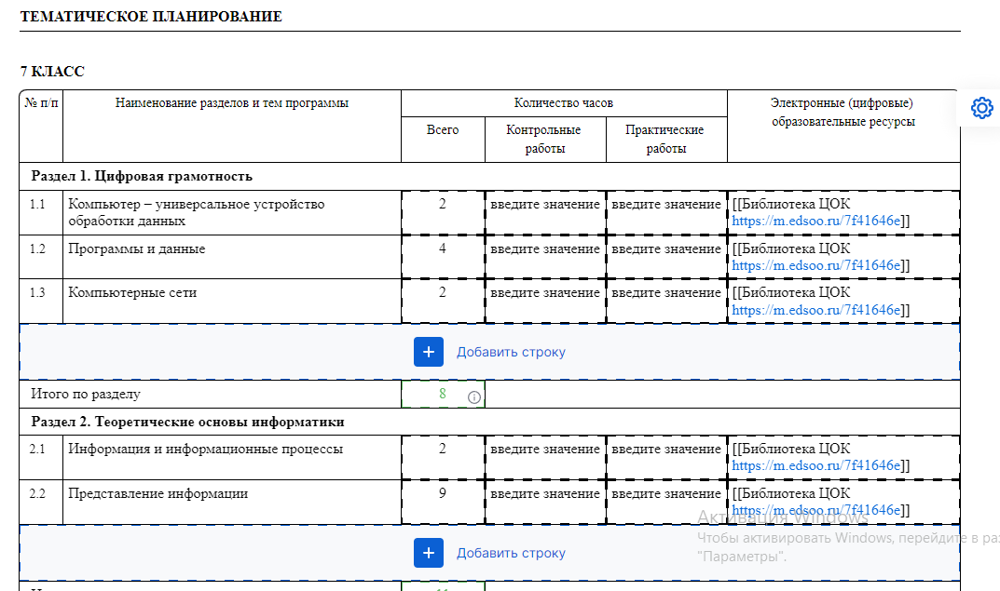 ТЕМАТИЧЕСКОЕ ПЛАНИРОВАНИЕ
7 КЛАСС
№ п/п Наименование разделов и тем программы Количество часов Электронные (цифровые)
образовательные ресурсы
Всего Контрольные Практические
работы работы
Раздел 1. Цифровая грамотность
1.1 Компьютер – универсальное устройство 2 введите значение введите значение [[Библиотека ЦОК
обработки данных https://m.edsoo.ru/7f41646e]]
1.2 Программы и данные 4 введите значение введите значение [[Библиотека ЦОК
https://m.edsoo.ru/7f41646e]]
1.3 Компьютерные сети 2 введите значение введите значение [[Библиотека ЦОК
https://m.edsoo.ru/7f41646e]]
+ Добавить строку
Итого по разделу 8
Раздел 2. Теоретические основы информатики
2.1 Информация и информационные процессы 2 введите значение введите значение [[Библиотека ЦОК
https://m.edsoo.ru/7f41646e]]
2.2 Представление информации 9 введите значение введите значение [[Библиотека ЦОК
https://m.edsoo.ru/7f41646e]]
Активация Windows
Чтобы активировать Windows, перейдите в раз
"Параметры".
+ Добавить строку